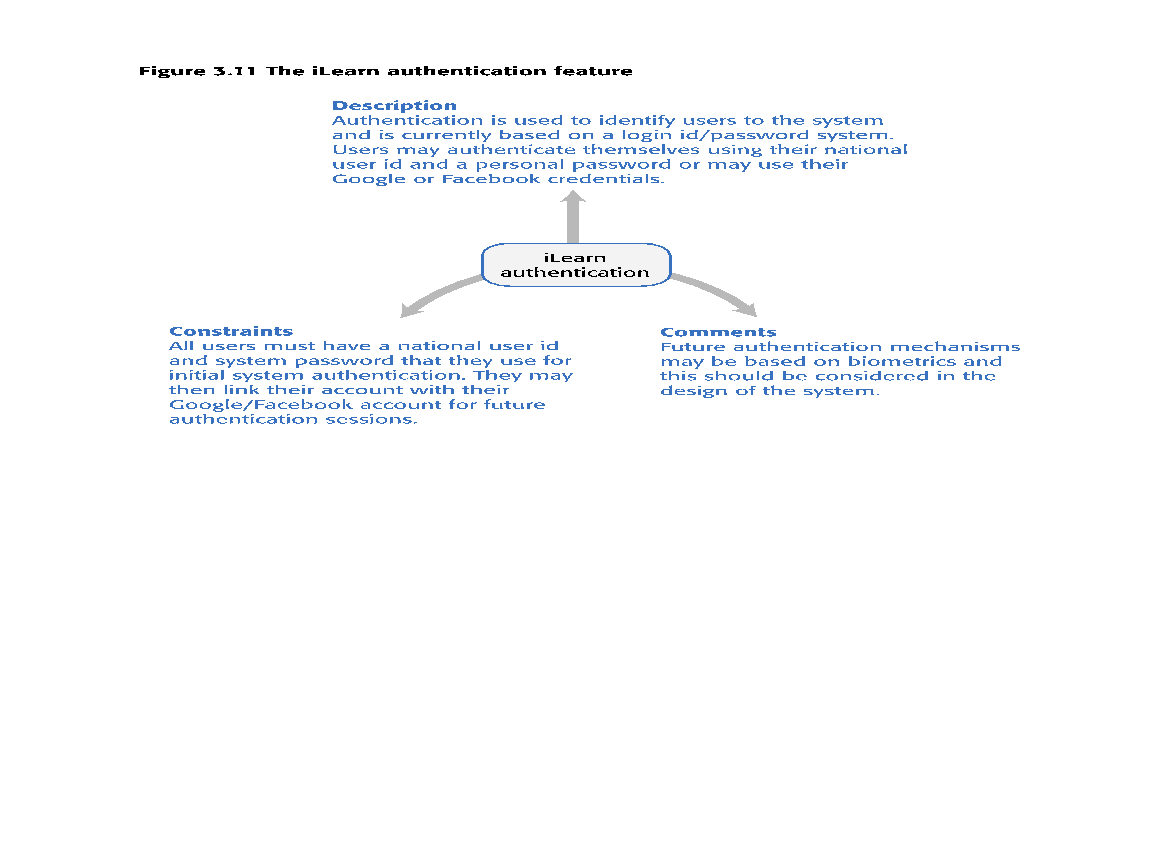 Figure 3.11 The iLearn authentication feature
Description
Authentication is used to identify users to the system
and is currently based on a login id/password system.
Users may authenticate themselves using their national
user id and a personal password or may use their
Google or Facebook credentials.
iLearn
authentication
Constraints
All users must have a national user id
and system password that they use for
initial system authentication. They may
then link their account with their
Google/Facebook account for future
authentication sessions.
Comments
Future authentication mechanisms
may be based on biometrics and
this should be considered in the
design of the system.